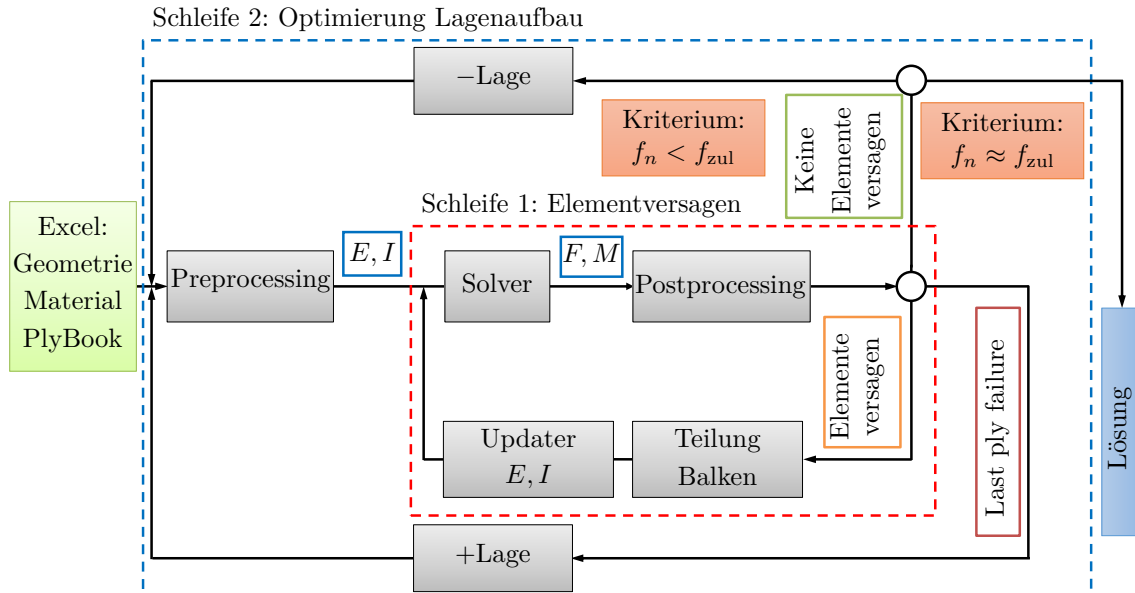 Schleife 2: Optimierung Lagenaufbau
−Lage
Kriterium:
f_n < f_zul
Keine
Elemente
versagen
Kriterium:
f_n ≈ f_zul
Schleife 1: Elementversagen
Excel:
Geometrie
Material
PlyBook
Preprocessing
E, I
Solver
F, M
Postprocessing
Elemente
versagen
Last ply failure
Lösung
Updater
E, I
Teilung
Balken
+Lage